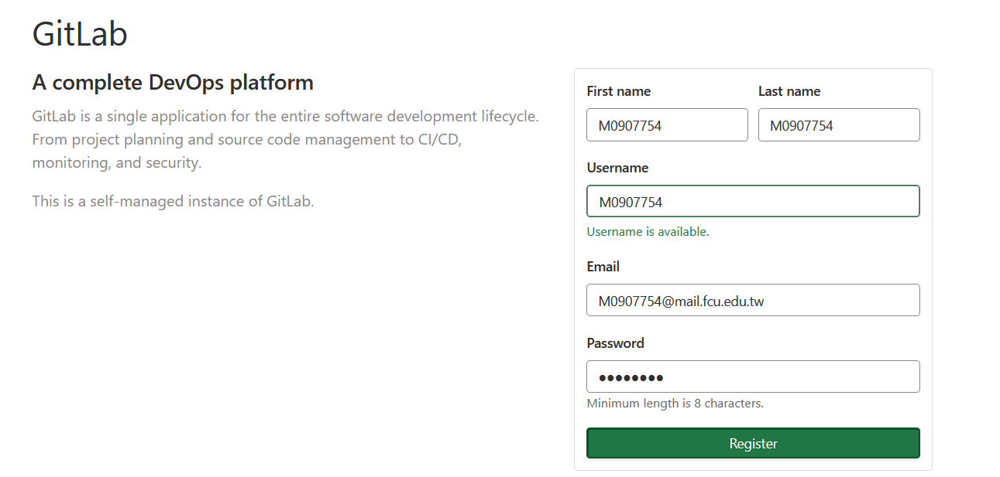 GitLab
A complete DevOps platform
GitLab is a single application for the entire software development lifecycle.
From project planning and source code management to CI/CD,
monitoring, and security.
This is a self-managed instance of GitLab.
First name
Last name
M0907754
M0907754
Username
M0907754
Username is available.
Email
M0907754@mail.fcu.edu.tw
Password
●●●●●●●●
Minimum length is 8 characters.
Register